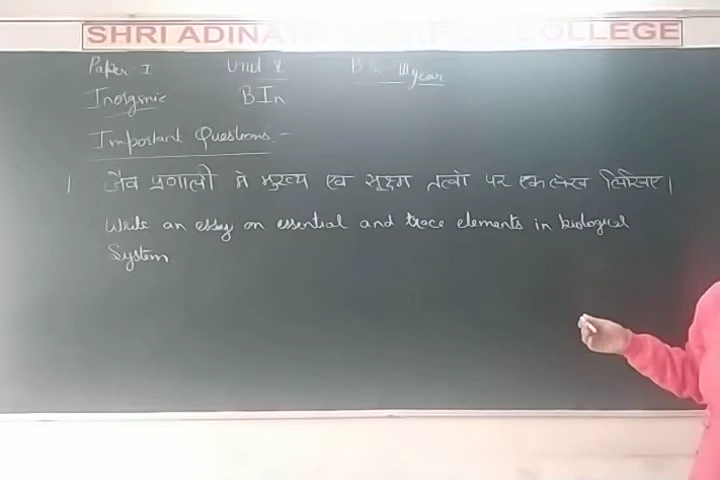 SHRI ADINA COLLEGE
Paper I Unit V B.Sc III year
Inorgnic BIn
Important Questions.-
1 जैव प्रणाली मे मुख्य एवं सूक्ष्म तत्वो पर एक लेख लिखिए।
Write an essay on essential and trace elements in biological
System